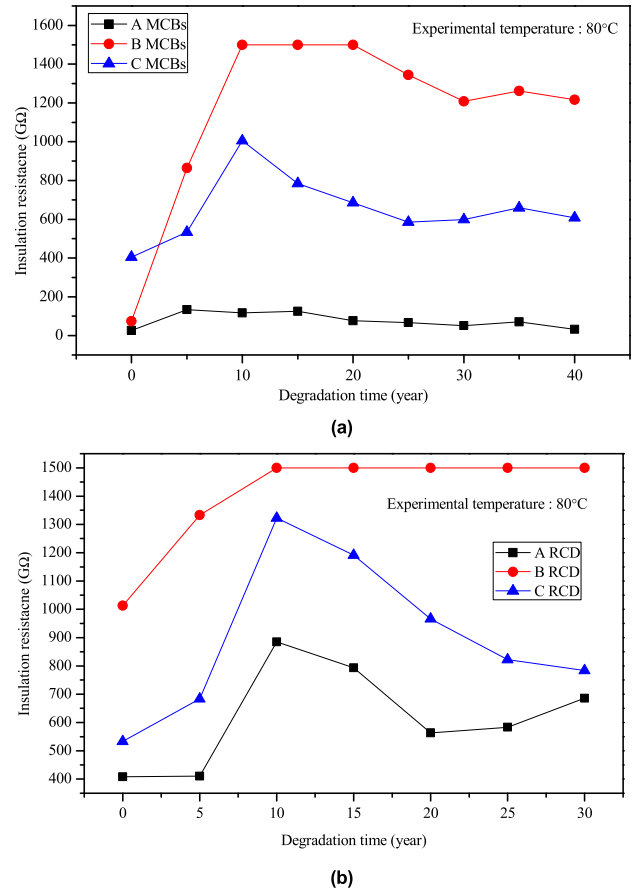 A MCBs
B MCBs
C MCBs
Experimental temperature : 80°C
1600
1400
1200
1000
800
600
400
200
0
Insulation resistacne (GΩ)
0 10 20 30 40
Degradation time (year)
(a)
1500
1400
1300
1200
1100
1000
900
800
700
600
500
400
Insulation resistacne (GΩ)
Experimental temperature : 80°C
A RCD
B RCD
C RCD
0 5 10 15 20 25 30
Degradation time (year)
(b)